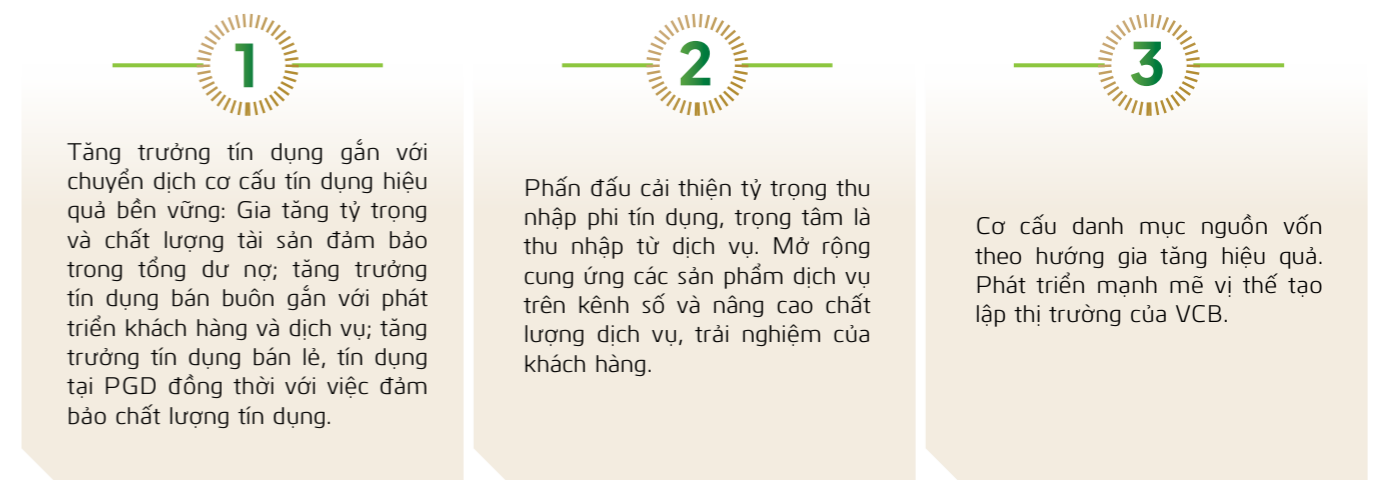 1
Tăng trưởng tín dụng gắn với
chuyển dịch cơ cấu tín dụng hiệu
quả bền vững: Gia tăng tỷ trọng
và chất lượng tài sản đảm bảo
trong tổng dư nợ; tăng trưởng
tín dụng bán buôn gắn với phát
triển khách hàng và dịch vụ; tăng
trưởng tín dụng bán lẻ, tín dụng
tại PGD đồng thời với việc đảm
bảo chất lượng tín dụng.
2
Phấn đấu cải thiện tỷ trọng thu
nhập phi tín dụng, trọng tâm là
thu nhập từ dịch vụ. Mở rộng
cung ứng các sản phẩm dịch vụ
trên kênh số và nâng cao chất
lượng dịch vụ, trải nghiệm của
khách hàng.
3
Cơ cấu danh mục nguồn vốn
theo hướng gia tăng hiệu quả.
Phát triển mạnh mẽ vị thế tạo
lập thị trường của VCB.